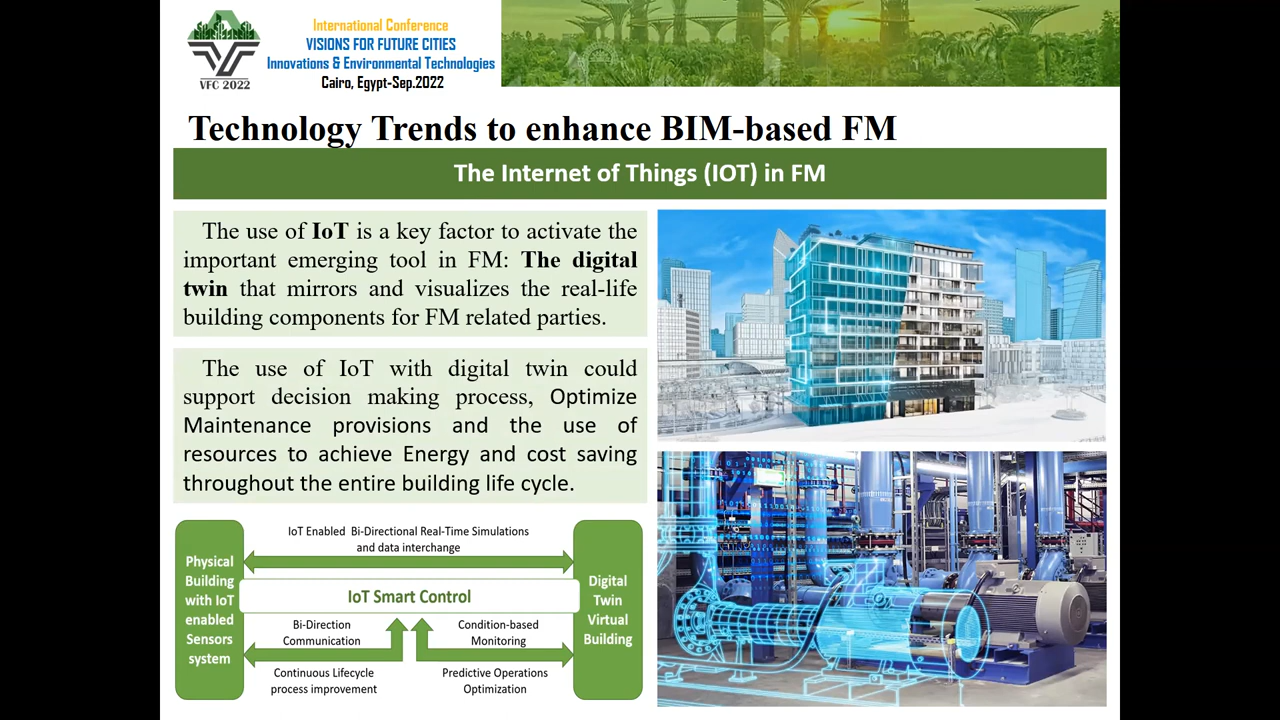 VFC 2022
International Conference
VISIONS FOR FUTURE CITIES
Innovations & Environmental Technologies
Cairo, Egypt-Sep.2022
Technology Trends to enhance BIM-based FM
The Internet of Things (IOT) in FM
The use of IoT is a key factor to activate the
important emerging tool in FM: The digital
twin that mirrors and visualizes the real-life
building components for FM related parties.
The use of IoT with digital twin could
support decision making process, Optimize
Maintenance provisions and the use of
resources to achieve Energy and cost saving
throughout the entire building life cycle.
Physical
Building
with IoT
enabled
Sensors
system
IoT Enabled Bi-Directional Real-Time Simulations
and data interchange
IoT Smart Control
Bi-Direction
Communication
Condition-based
Monitoring
Continuous Lifecycle
process improvement
Predictive Operations
Optimization
Digital
Twin
Virtual
Building